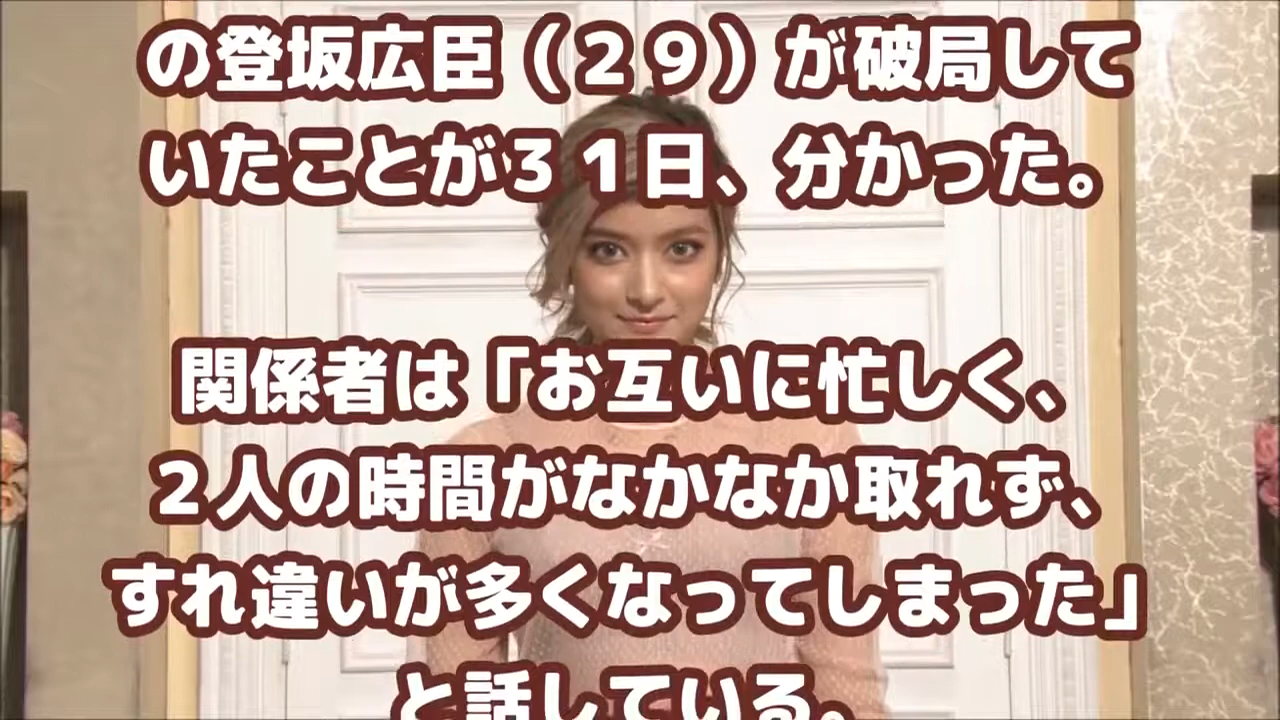 の登坂広臣（２９）が破局して
いたことが３１日、分かった。
関係者は「お互いに忙しく、
２人の時間がなかなか取れず、
すれ違いが多くなってしまった」
と話している。